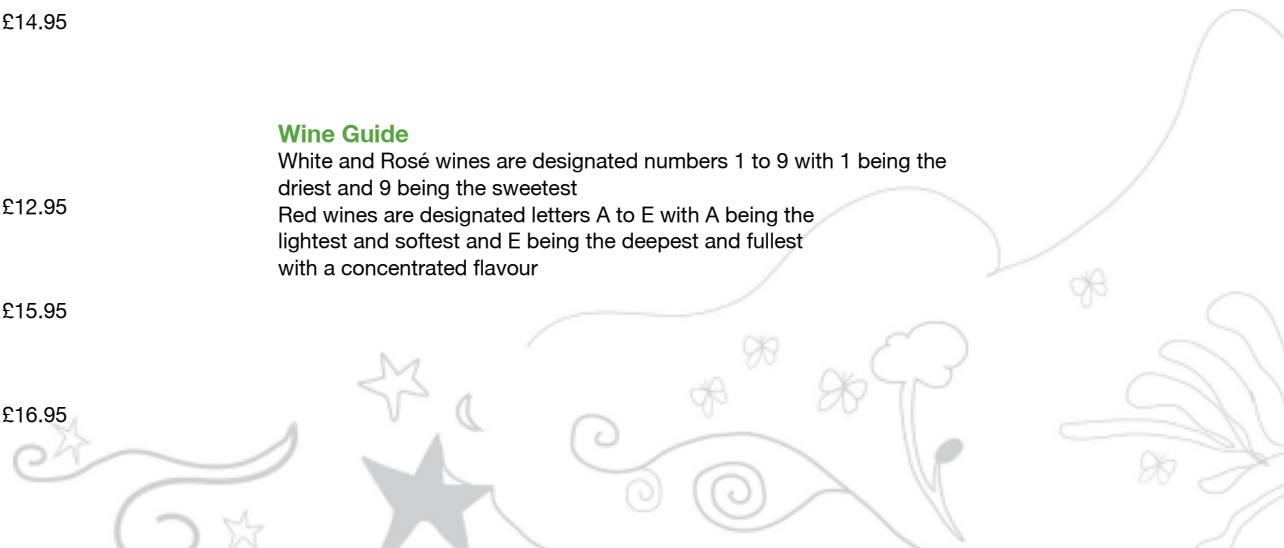 £14.95
£12.95
£15.95
£16.95
Wine Guide
White and Rosé wines are designated numbers 1 to 9 with 1 being the
driest and 9 being the sweetest
Red wines are designated letters A to E with A being the
lightest and softest and E being the deepest and fullest
with a concentrated flavour